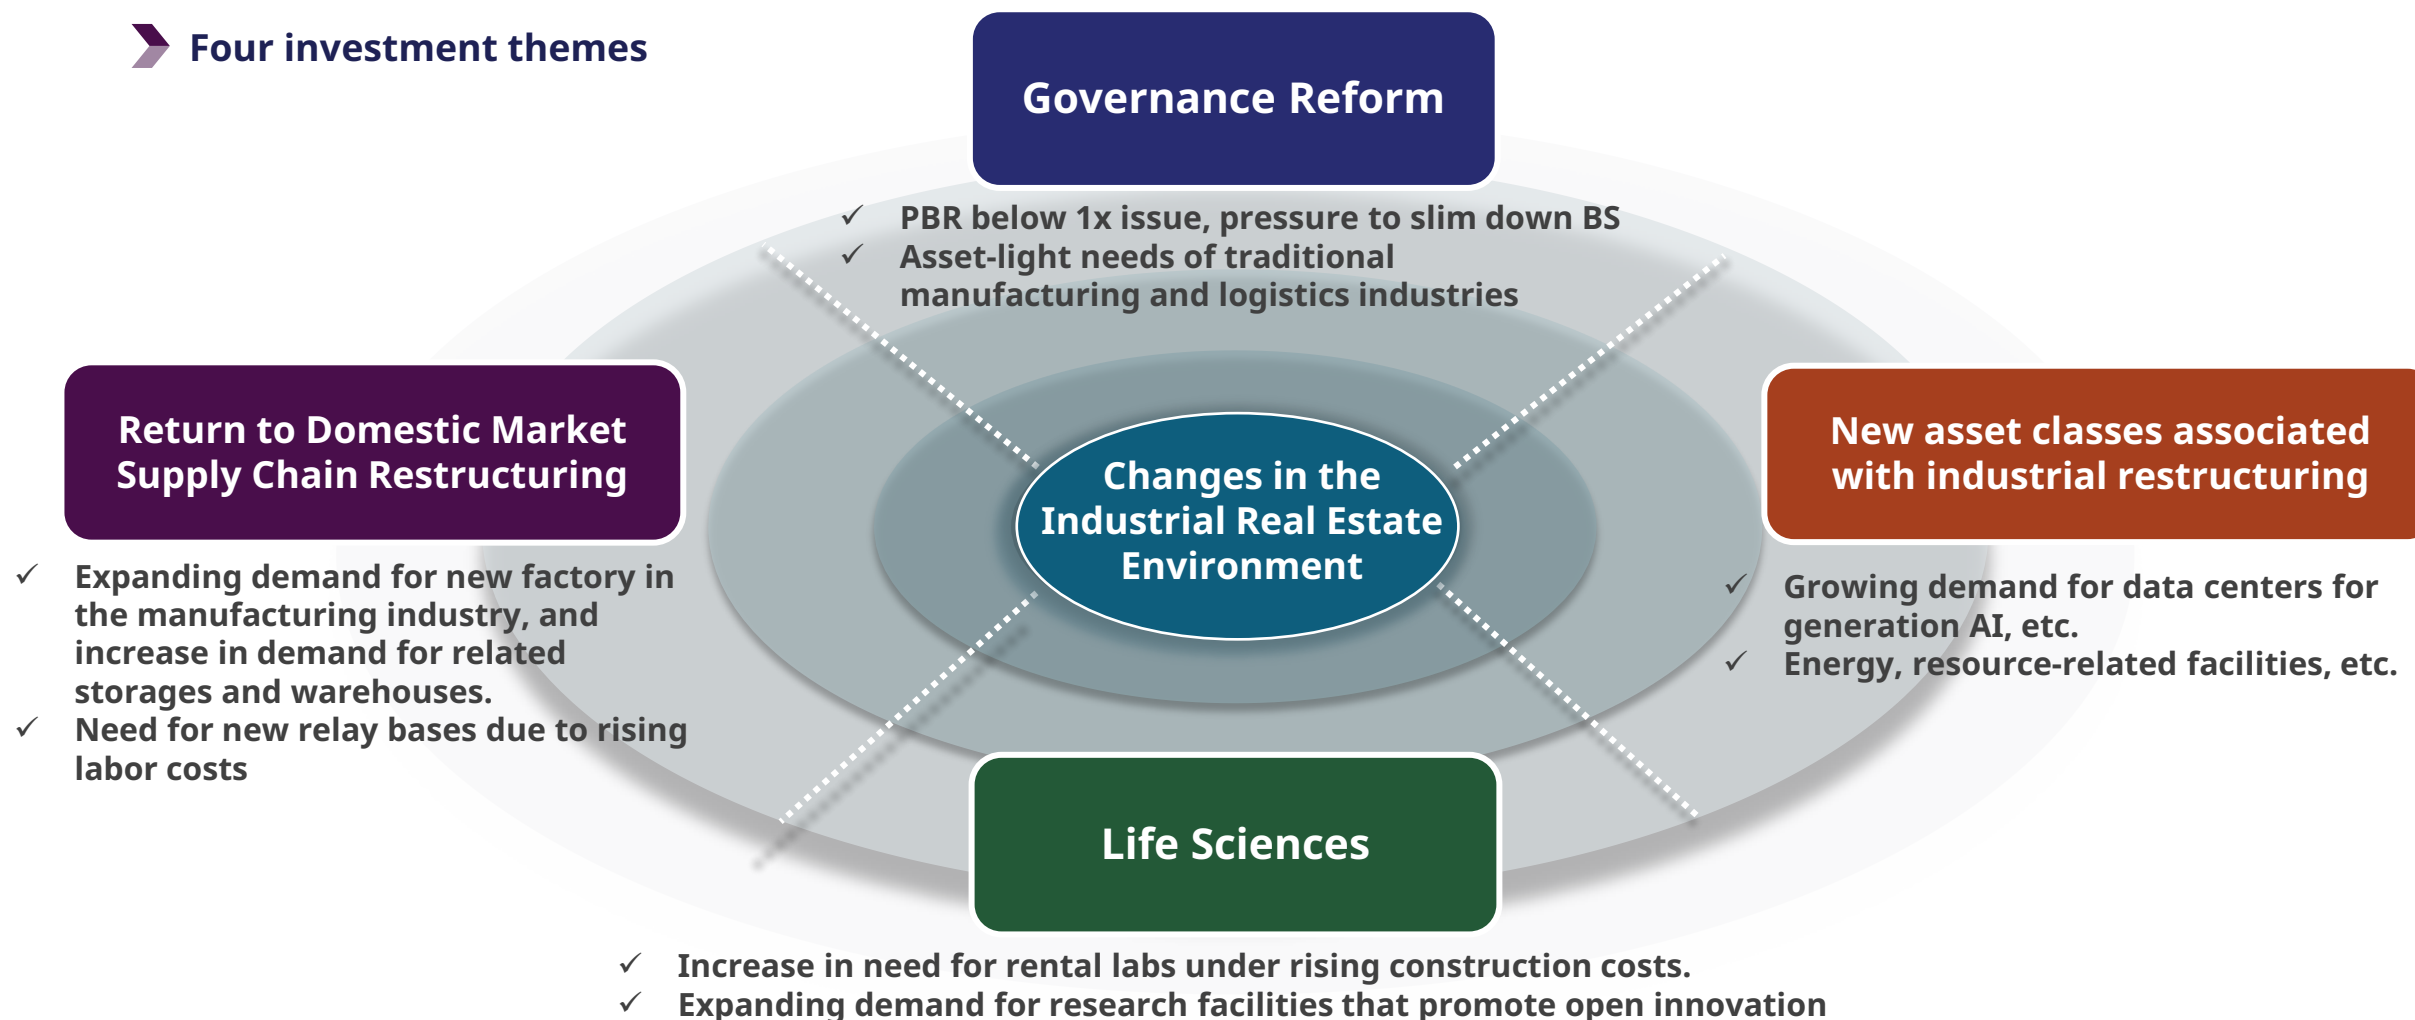 Four investment themes
Governance Reform
✓ PBR below 1x issue, pressure to slim down BS
✓ Asset-light needs of traditional
manufacturing and logistics industries
Return to Domestic Market
Supply Chain Restructuring
✓ Expanding demand for new factory in
the manufacturing industry, and
increase in demand for related
storages and warehouses.
✓ Need for new relay bases due to rising
labor costs
Changes in the
Industrial Real Estate
Environment
New asset classes associated
with industrial restructuring
✓ Growing demand for data centers for
generation AI, etc.
✓ Energy, resource-related facilities, etc.
Life Sciences
✓ Increase in need for rental labs under rising construction costs.
✓ Expanding demand for research facilities that promote open innovation